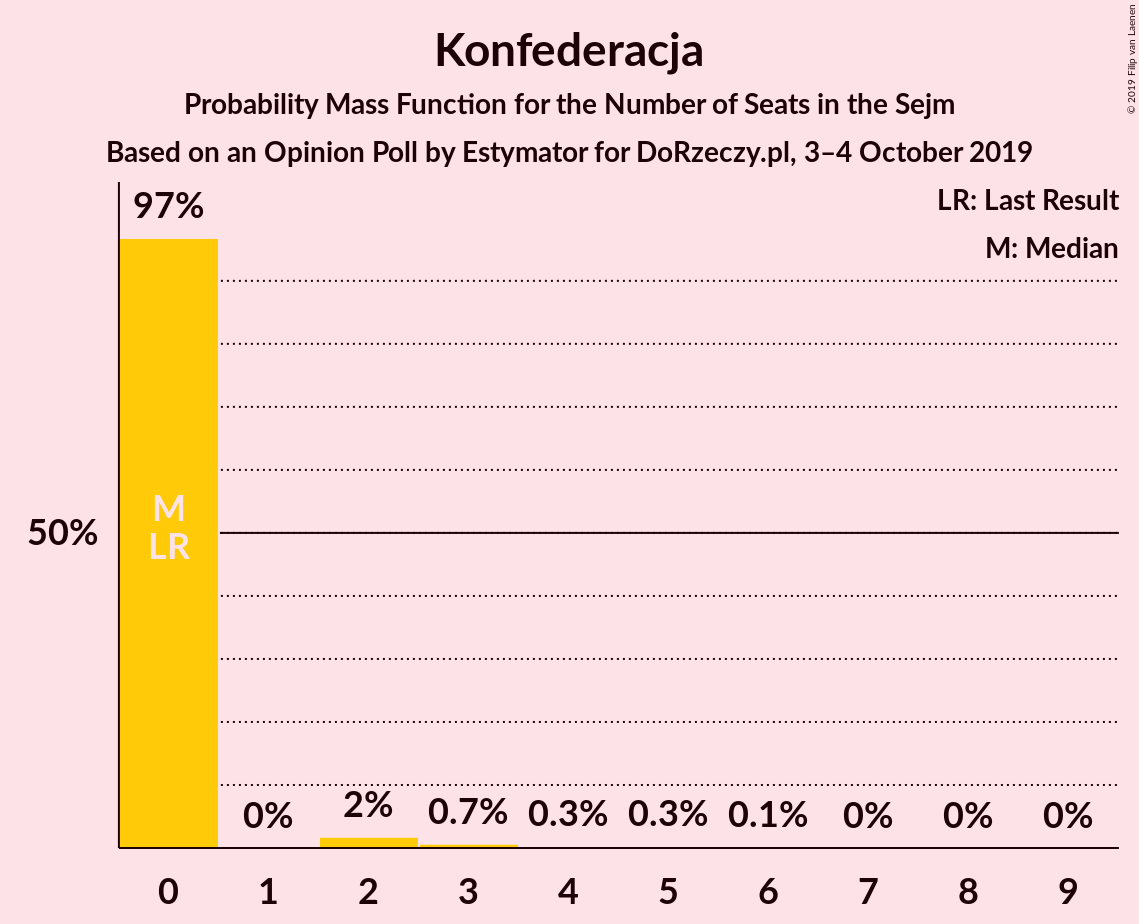 Konfederacja
Probability Mass Function for the Number of Seats in the Sejm
Based on an Opinion Poll by Estymator for DoRzeczy.pl, 3–4 October 2019
© 2019 Filip van Laenen
LR: Last Result
M: Median
97%
M
LR
50%
0%
2%
0.7%
0.3%
0.3%
0.1%
0%
0%
0%
0 1 2 3 4 5 6 7 8 9